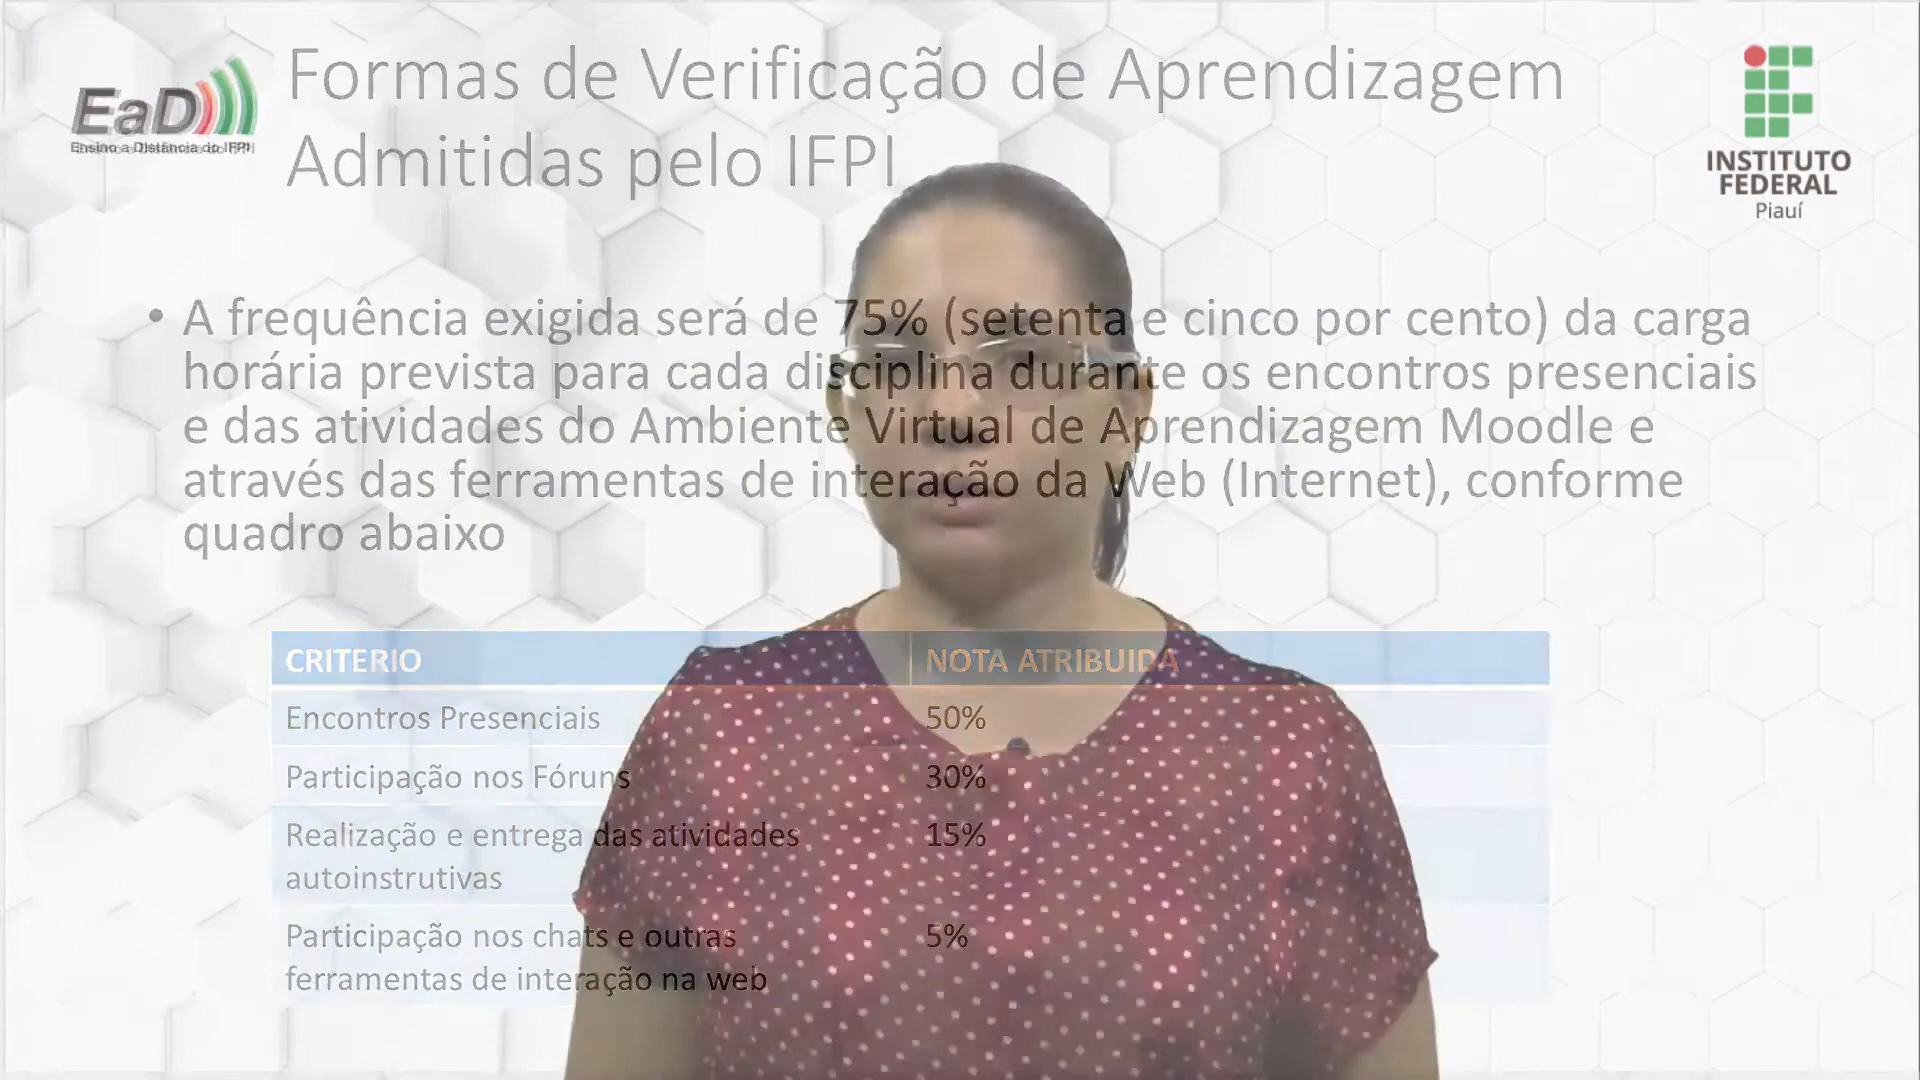 Formas de Verificação de Aprendizagem
Admitidas pelo IFPI
EaD
Ensino a Distância do IFPI
INSTITUTO
FEDERAL
Piauí
• A frequência exigida será de 75% (setenta e cinco por cento) da carga
horária prevista para cada disciplina durante os encontros presenciais
e das atividades do Ambiente Virtual de Aprendizagem Moodle e
através das ferramentas de interação da Web (Internet), conforme
quadro abaixo
CRITERIO NOTA ATRIBUIDA
Encontros Presenciais 50%
Participação nos Fóruns 30%
Realização e entrega das atividades 15%
autoinstrutivas
Participação nos chats e outras 5%
ferramentas de interação na web